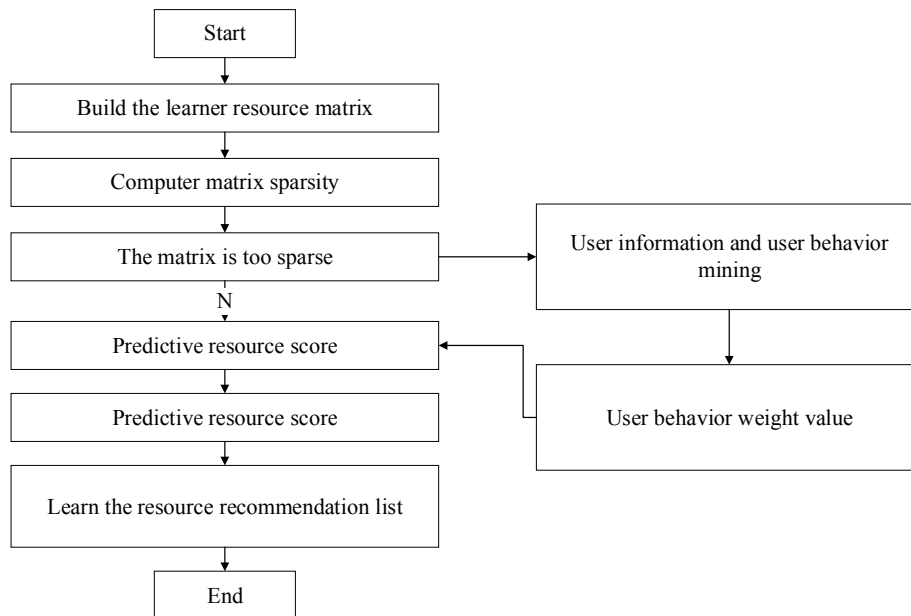 Start
Build the learner resource matrix
Computer matrix sparsity
The matrix is too sparse
User information and user behavior
mining
N
Predictive resource score
Predictive resource score
User behavior weight value
Learn the resource recommendation list
End